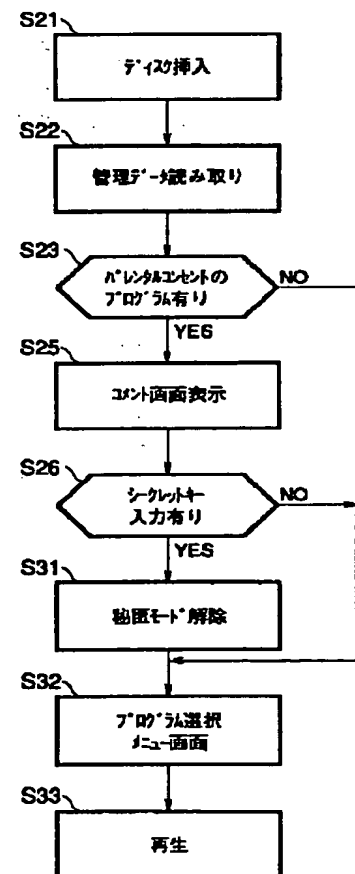 S21
ディスク挿入
S22
管理データ読み取り
S23
パレンタルコンセントの
プログラム有り
NO
YES
S25
コメント画面表示
S26
シークレットキー
入力有り
NO
YES
S31
秘匿モード解除
S32
プログラム選択
メニュー画面
S33
再生